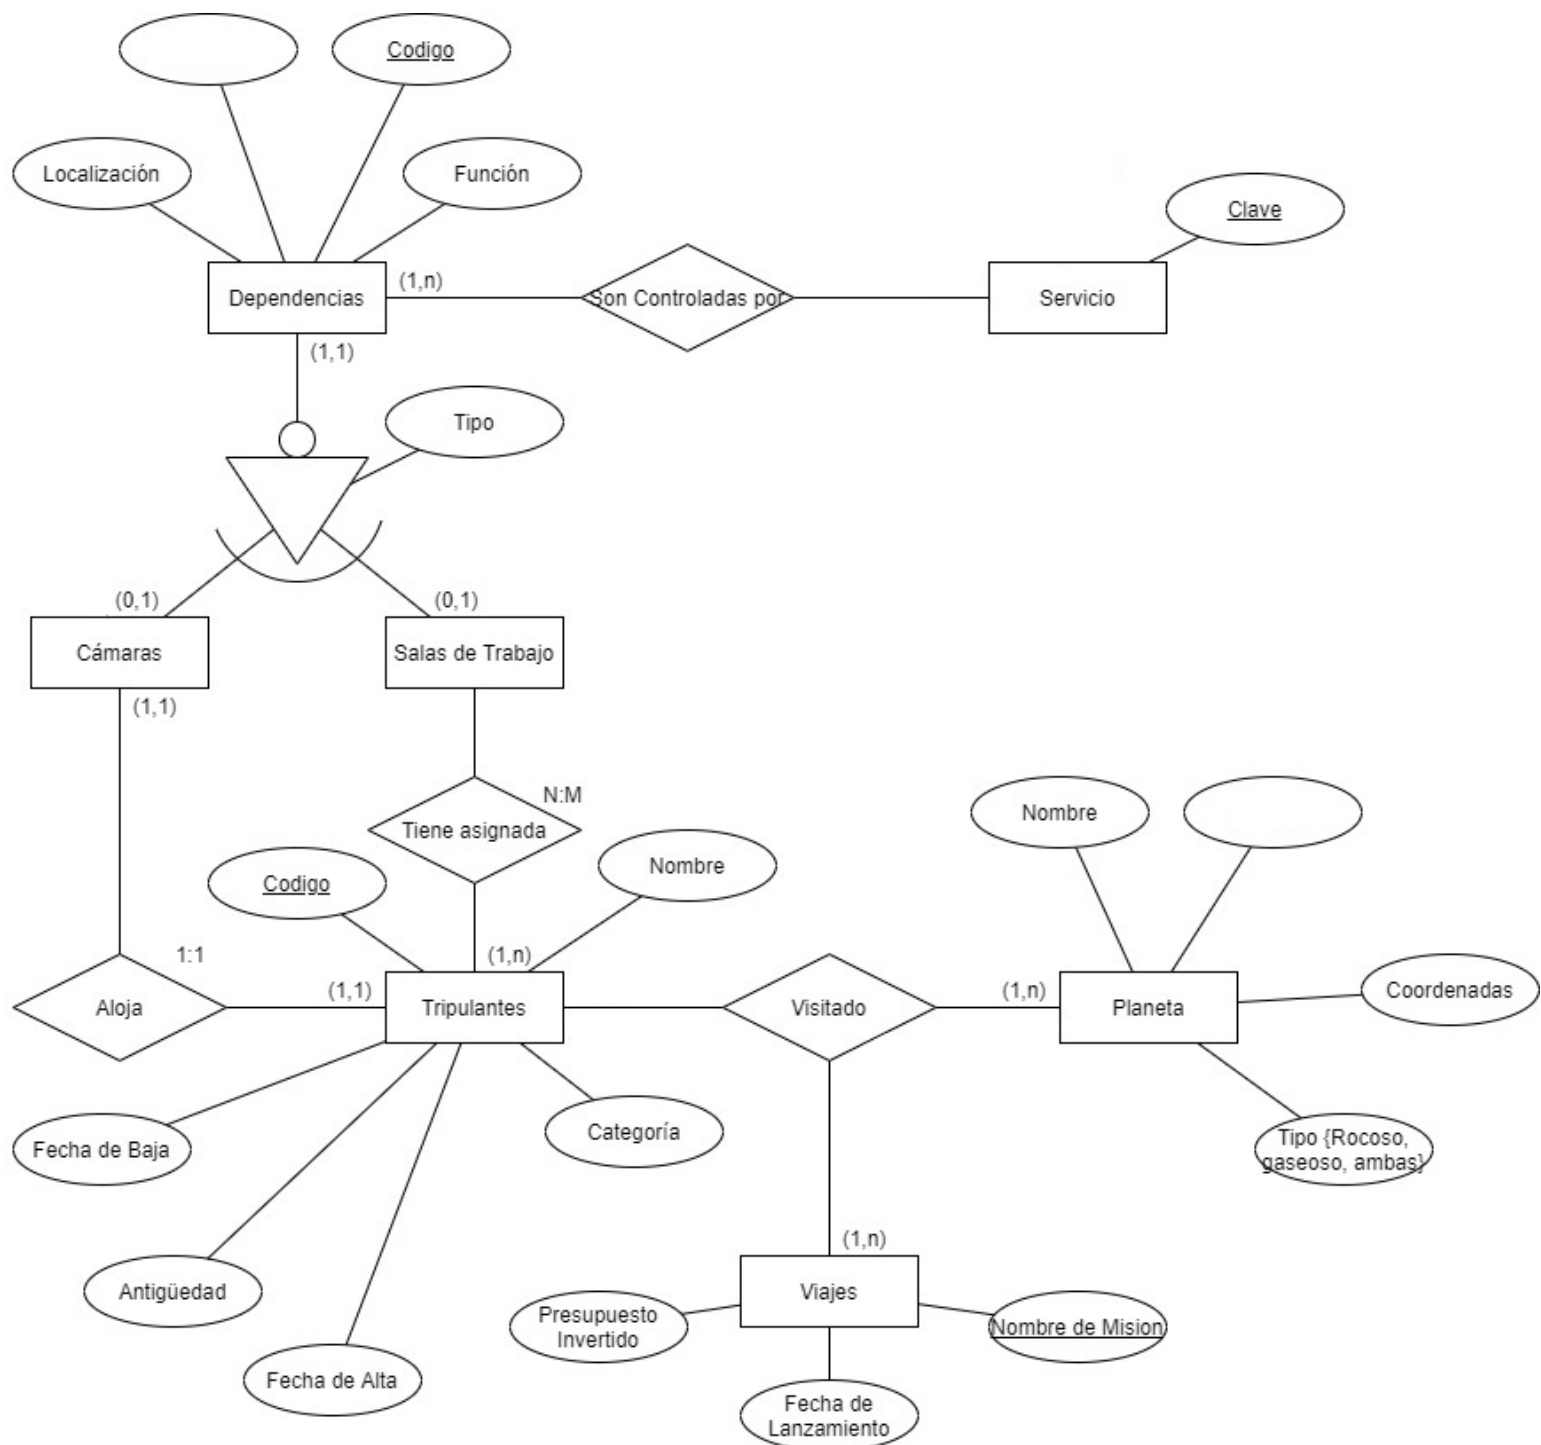 Codigo
Localización
Función
Clave
Dependencias
(1,n)
Son Controladas por
Servicio
(1,1)
Tipo
(0,1)
(0,1)
Cámaras
Salas de Trabajo
(1,1)
N:M
Tiene asignada
Nombre
Nombre
Codigo
1:1
(1,n)
(1,1)
(1,n)
Coordenadas
Aloja
Tripulantes
Visitado
Planeta
Fecha de Baja
Categoría
Tipo {Rocoso,
gaseoso, ambas}
(1,n)
Antigüedad
Viajes
Presupuesto
Invertido
Nombre de Mision
Fecha de Alta
Fecha de
Lanzamiento